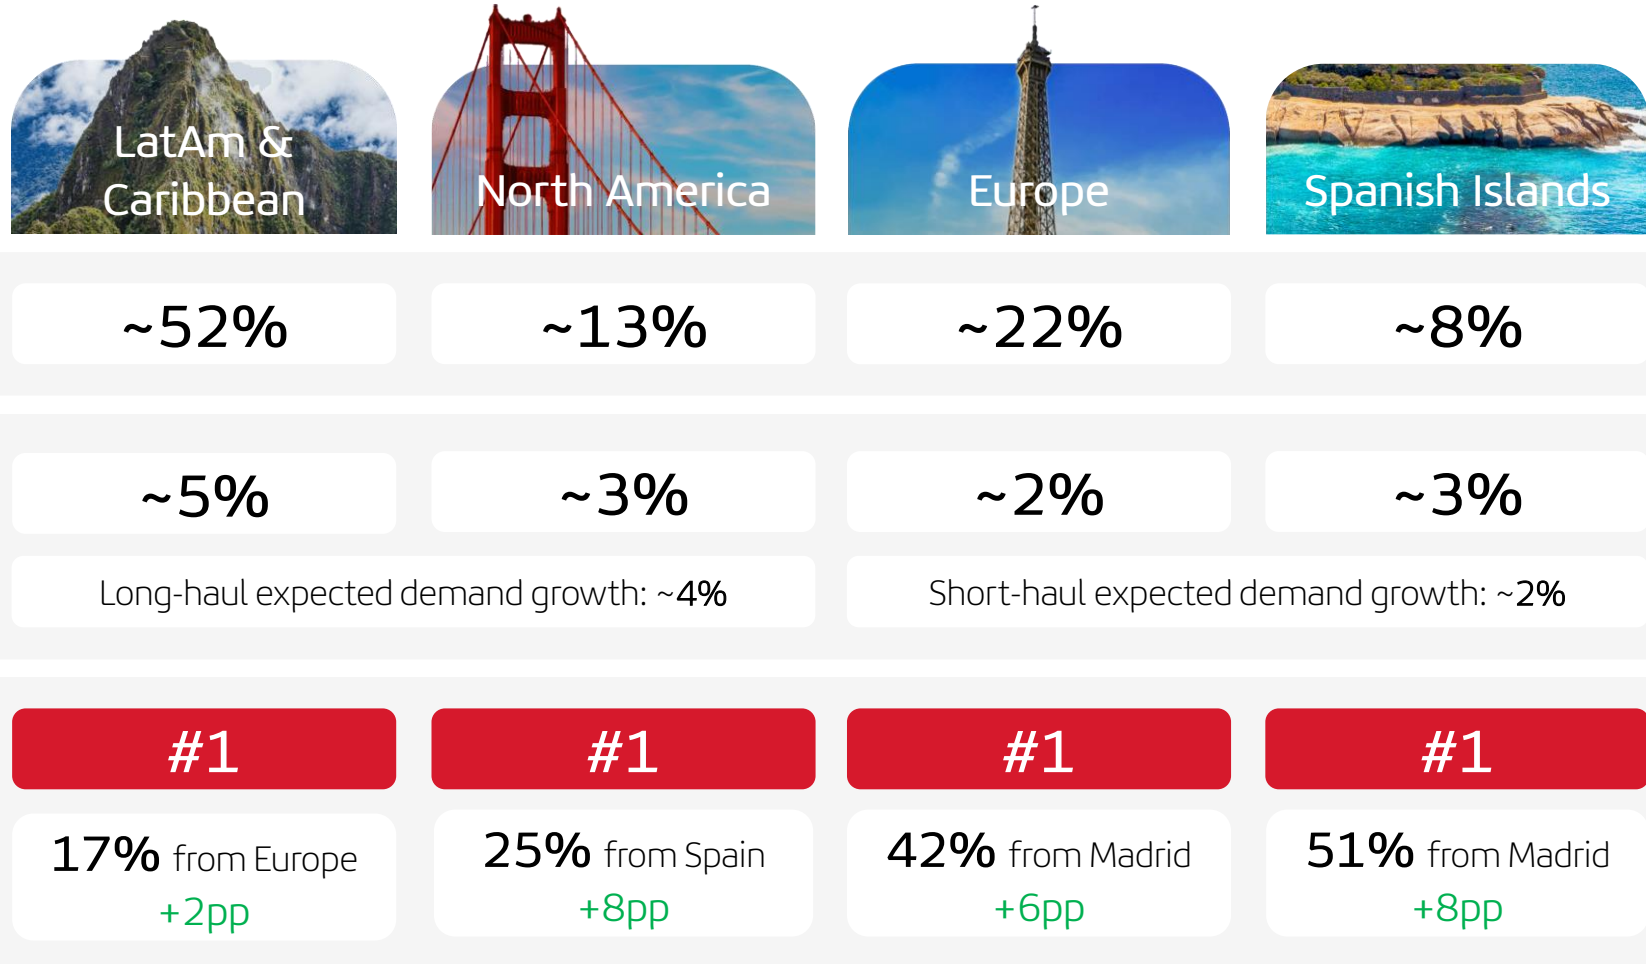 LatAm &
Caribbean
North America
Europe
Spanish Islands
~52%
~13%
~22%
~8%
~5%
~3%
~2%
~3%
Long-haul expected demand growth: ~4%
Short-haul expected demand growth: ~2%
#1
#1
#1
#1
17% from Europe
+2pp
25% from Spain
+8pp
42% from Madrid
+6pp
51% from Madrid
+8pp